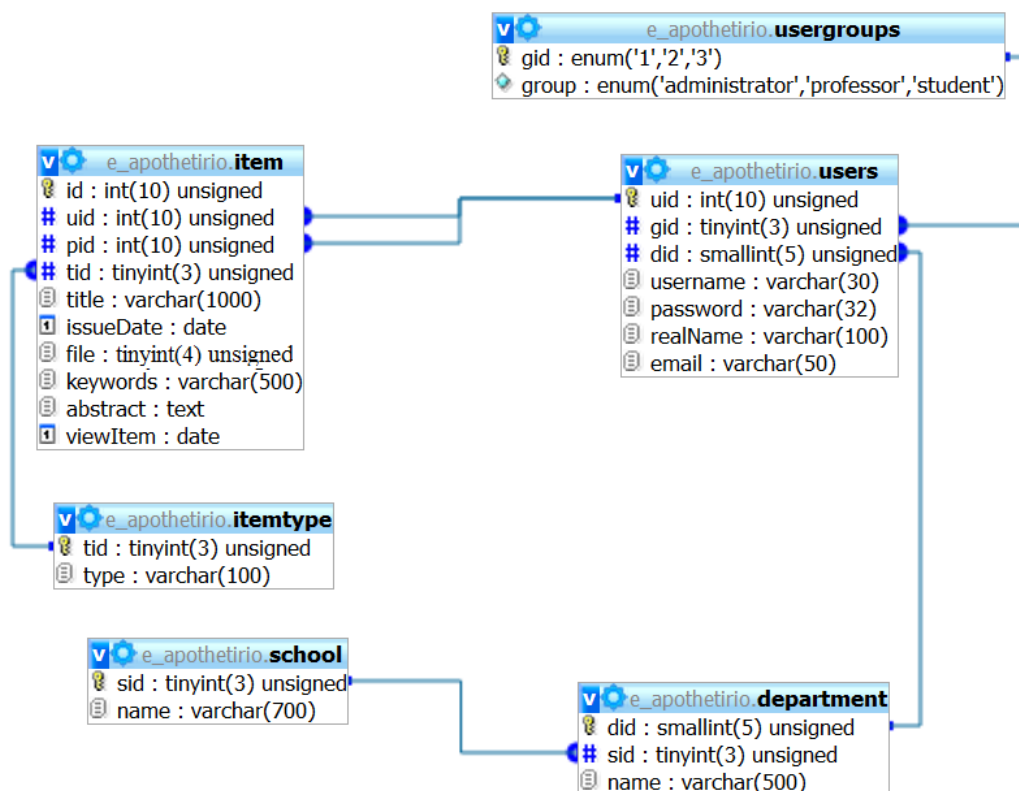 e_apothetirio.usergroups
gid : enum('1','2','3')
group : enum('administrator','professor','student')
e_apothetirio.item
id : int(10) unsigned
uid : int(10) unsigned
pid : int(10) unsigned
tid : tinyint(3) unsigned
title : varchar(1000)
issueDate : date
file : tinyint(4) unsigned
keywords : varchar(500)
abstract : text
viewItem : date
e_apothetirio.users
uid : int(10) unsigned
gid : tinyint(3) unsigned
did : smallint(5) unsigned
username : varchar(30)
password : varchar(32)
realName : varchar(100)
email : varchar(50)
e_apothetirio.itemtype
tid : tinyint(3) unsigned
type : varchar(100)
e_apothetirio.school
sid : tinyint(3) unsigned
name : varchar(700)
e_apothetirio.department
did : smallint(5) unsigned
sid : tinyint(3) unsigned
name : varchar(500)